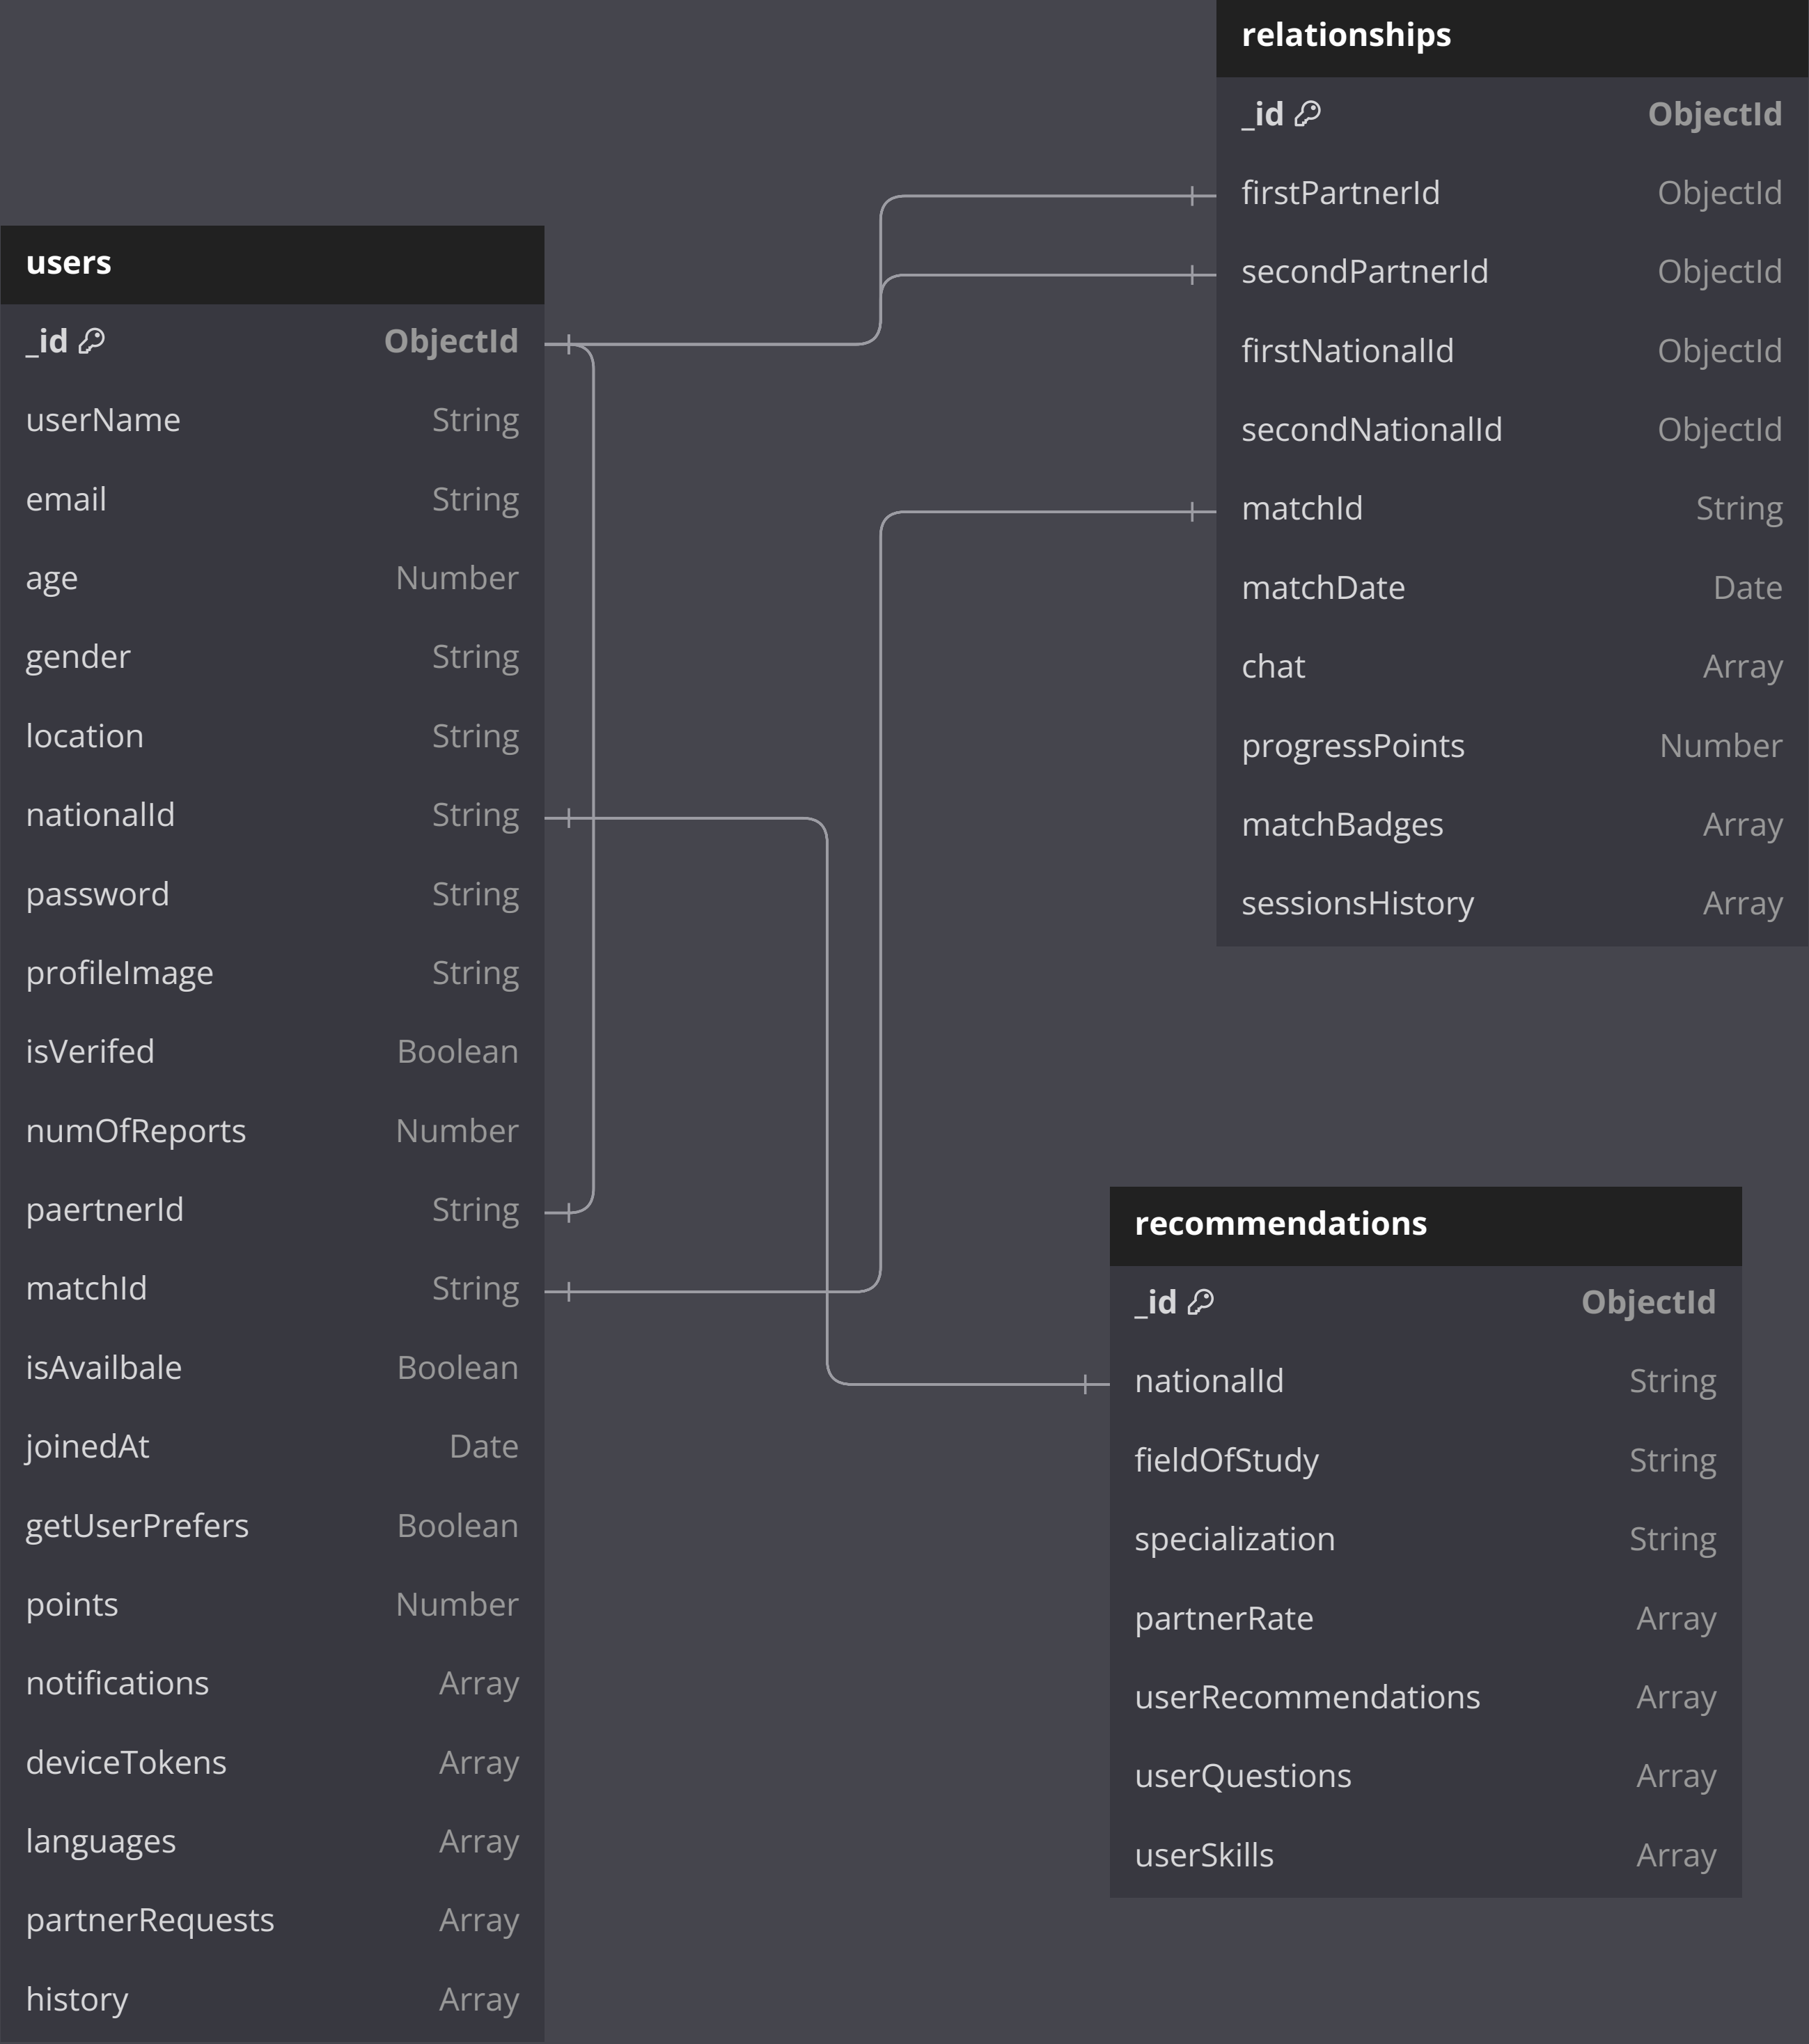 relationships
_id ObjectId
firstPartnerId ObjectId
secondPartnerId ObjectId
firstNationalId ObjectId
secondNationalId ObjectId
matchId String
matchDate Date
chat Array
progressPoints Number
matchBadges Array
sessionsHistory Array
users
_id ObjectId
userName String
email String
age Number
gender String
location String
nationalId String
password String
profileImage String
isVerifed Boolean
numOfReports Number
paertnerId String
matchId String
isAvailbale Boolean
joinedAt Date
getUserPrefers Boolean
points Number
notifications Array
deviceTokens Array
languages Array
partnerRequests Array
history Array
recommendations
_id ObjectId
nationalId String
fieldOfStudy String
specialization String
partnerRate Array
userRecommendations Array
userQuestions Array
userSkills Array